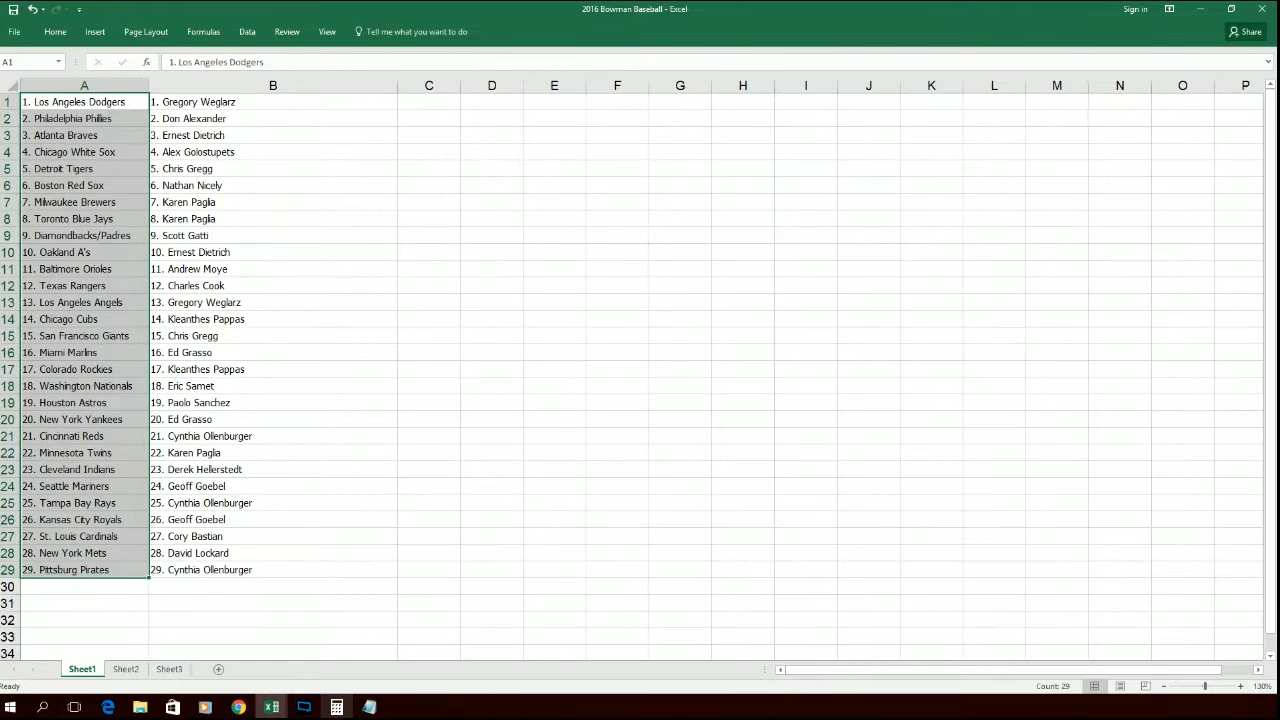 2016 Bowman Baseball - Excel
Sign in
File Home Insert Page Layout Formulas Data Review View Tell me what you want to do Share
A1 fx 1. Los Angeles Dodgers
A B C D E F G H I J K L M N O P
1 1. Los Angeles Dodgers 1. Gregory Weglarz
2 2. Philadelphia Phillies 2. Don Alexander
3 3. Atlanta Braves 3. Ernest Dietrich
4 4. Chicago White Sox 4. Alex Golostupets
5 5. Detroit Tigers 5. Chris Gregg
6 6. Boston Red Sox 6. Nathan Nicely
7 7. Milwaukee Brewers 7. Karen Paglia
8 8. Toronto Blue Jays 8. Karen Paglia
9 9. Diamondbacks/Padres 9. Scott Gatti
10 10. Oakland A's 10. Ernest Dietrich
11 11. Baltimore Orioles 11. Andrew Moye
12 12. Texas Rangers 12. Charles Cook
13 13. Los Angeles Angels 13. Gregory Weglarz
14 14. Chicago Cubs 14. Kleanthes Pappas
15 15. San Francisco Giants 15. Chris Gregg
16 16. Miami Marlins 16. Ed Grasso
17 17. Colorado Rockies 17. Kleanthes Pappas
18 18. Washington Nationals 18. Eric Samet
19 19. Houston Astros 19. Paolo Sanchez
20 20. New York Yankees 20. Ed Grasso
21 21. Cincinnati Reds 21. Cynthia Olenburger
22 22. Minnesota Twins 22. Karen Paglia
23 23. Cleveland Indians 23. Derek Hellerstedt
24 24. Seattle Mariners 24. Geoff Goebel
25 25. Tampa Bay Rays 25. Cynthia Olenburger
26 26. Kansas City Royals 26. Geoff Goebel
27 27. St. Louis Cardinals 27. Cory Bastian
28 28. New York Mets 28. David Lockard
29 29. Pittsburg Pirates 29. Cynthia Olenburger
30
31
32
33
34
Sheet1 Sheet2 Sheet3
Ready Count: 29 130%